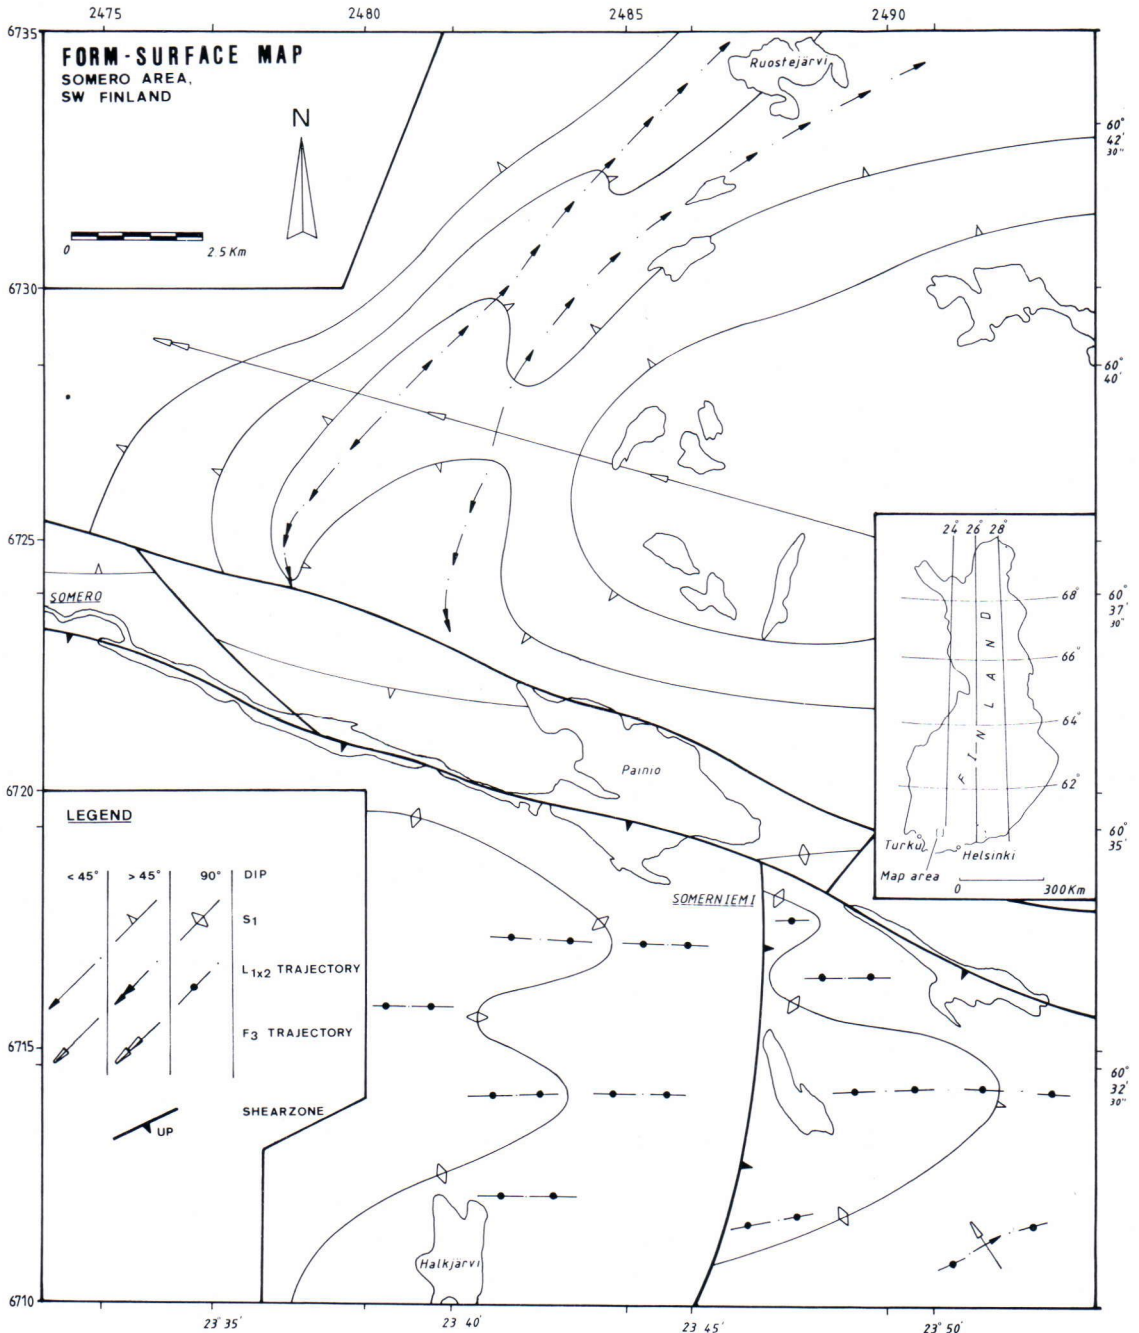 2475 2480 2485 2490
6735
FORM-SURFACE MAP
SOMERO AREA,
SW FINLAND
N
0 2.5 Km
Ruostejärvi
60°
42'
30"
6730
60°
40'
6725
SOMERO
60°
37'
30"
24° 26° 28°
68°
66°
64°
62°
FINLAND
Turku
Helsinki
Map area
0 300 Km
Painio
6720
60°
35'
SOMERNIEMI
LEGEND
< 45° > 45° 90° DIP
S1
L1x2 TRAJECTORY
F3 TRAJECTORY
SHEARZONE
UP
6715
60°
32'
30"
Halkjärvi
6710
23° 35' 23° 40' 23° 45' 23° 50'